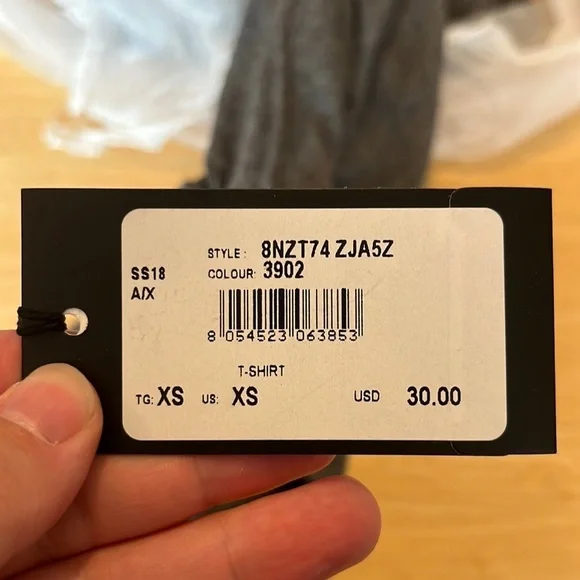 STYLE: 8NZT74 ZJA5Z
SS18 COLOUR: 3902
A/X
8 054523 063853
T-SHIRT
TG: XS US: XS USD 30.00